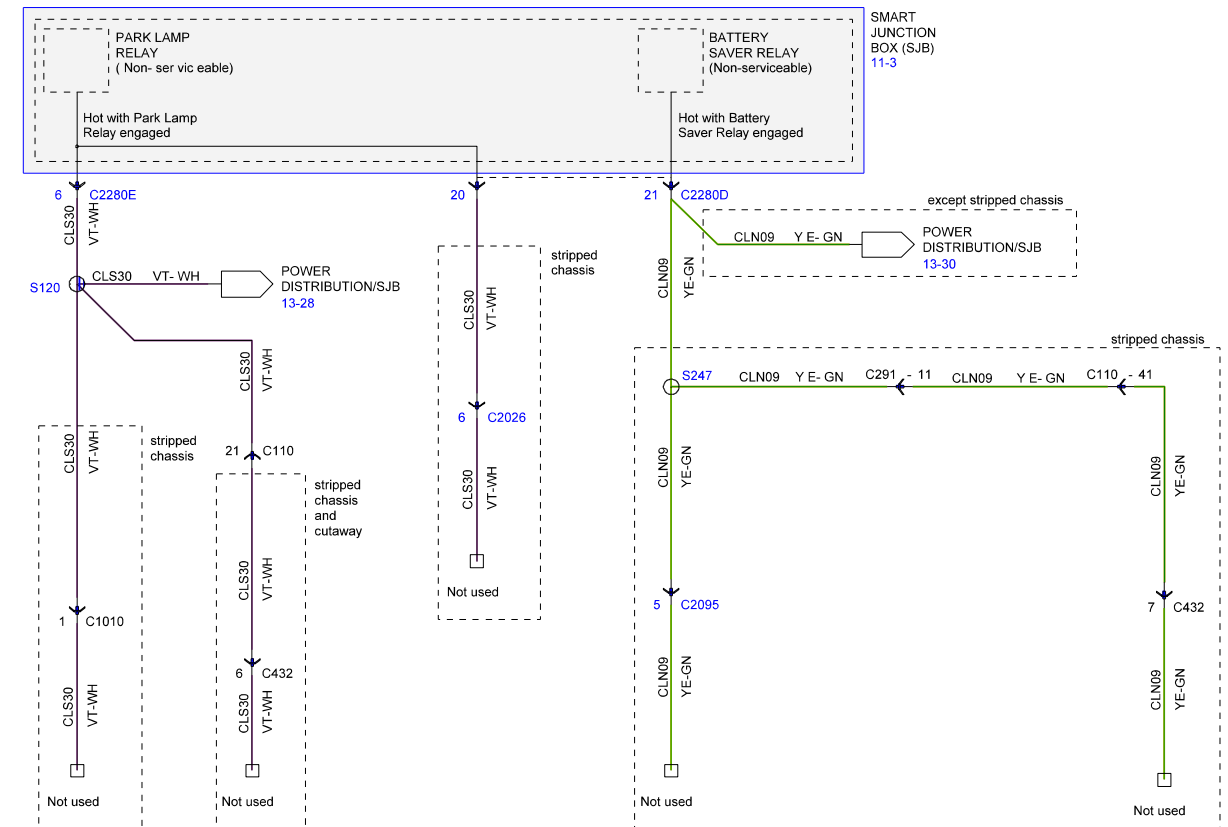 PARK LAMP
RELAY
( Non- ser vic eable)
BATTERY
SAVER RELAY
(Non-serviceable)
SMART
JUNCTION
BOX (SJB)
11-3
Hot with Park Lamp
Relay engaged
Hot with Battery
Saver Relay engaged
6 C2280E
20
21 C2280D
CLS30
VT-WH
except stripped chassis
CLN09 Y E- GN
POWER
DISTRIBUTION/SJB
13-30
S120
CLS30 VT- WH
POWER
DISTRIBUTION/SJB
13-28
stripped
chassis
CLS30
VT-WH
CLN09
YE-GN
stripped chassis
CLS30
VT-WH
S247
CLN09 Y E- GN
C291 - 11
CLN09 Y E- GN
C110 - 41
6 C2026
CLS30
VT-WH
stripped
chassis
21 C110
stripped
chassis
and
cutaway
CLS30
VT-WH
CLN09
YE-GN
CLN09
YE-GN
CLS30
VT-WH
Not used
5 C2095
7 C432
1 C1010
6 C432
CLS30
VT-WH
CLS30
VT-WH
CLN09
YE-GN
CLN09
YE-GN
Not used
Not used
Not used
Not used